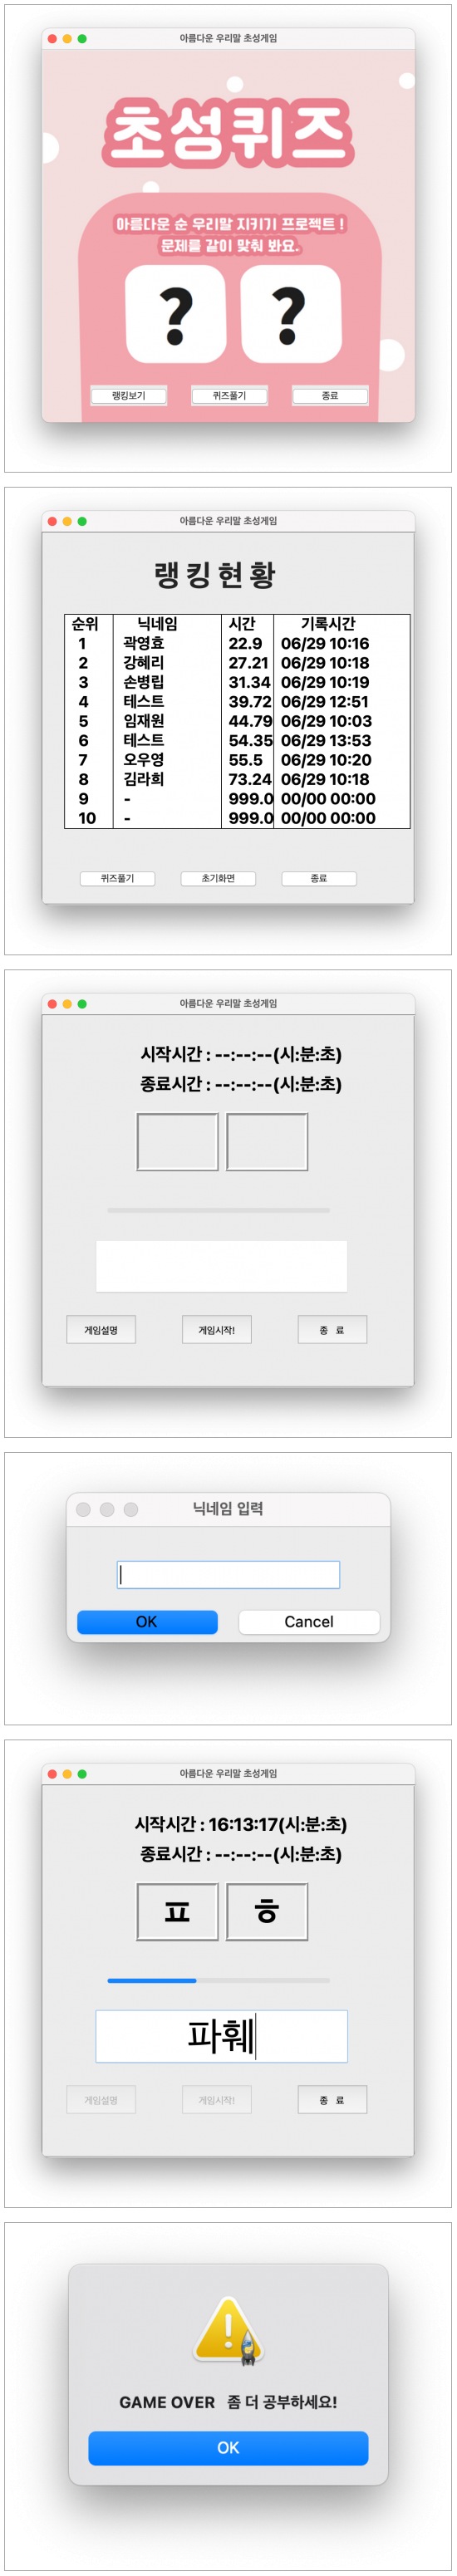 아름다운 우리말 초성게임
초성퀴즈
아름다운 순 우리말 지키기 프로젝트 !
문제를 같이 맞춰 봐요.
? ?
랭킹보기 퀴즈풀기 종료
아름다운 우리말 초성게임
랭킹현황
순위 닉네임 시간 기록시간
1 곽영효 22.9 06/29 10:16
2 강혜리 27.21 06/29 10:18
3 손병립 31.34 06/29 10:19
4 테스트 39.72 06/29 12:51
5 임재원 44.79 06/29 10:03
6 테스트 54.35 06/29 13:53
7 오우영 55.5 06/29 10:20
8 김라희 73.24 06/29 10:18
9 - 999.0 00/00 00:00
10 - 999.0 00/00 00:00
퀴즈풀기 초기화면 종료
아름다운 우리말 초성게임
시작시간 : --:--:--(시:분:초)
종료시간 : --:--:--(시:분:초)
게임설명 게임시작! 종 료
닉네임 입력
OK Cancel
아름다운 우리말 초성게임
시작시간 : 16:13:17(시:분:초)
종료시간 : --:--:--(시:분:초)
ㅍ ㅎ
파훼
게임설명 게임시작! 종 료
GAME OVER 좀 더 공부하세요!
OK